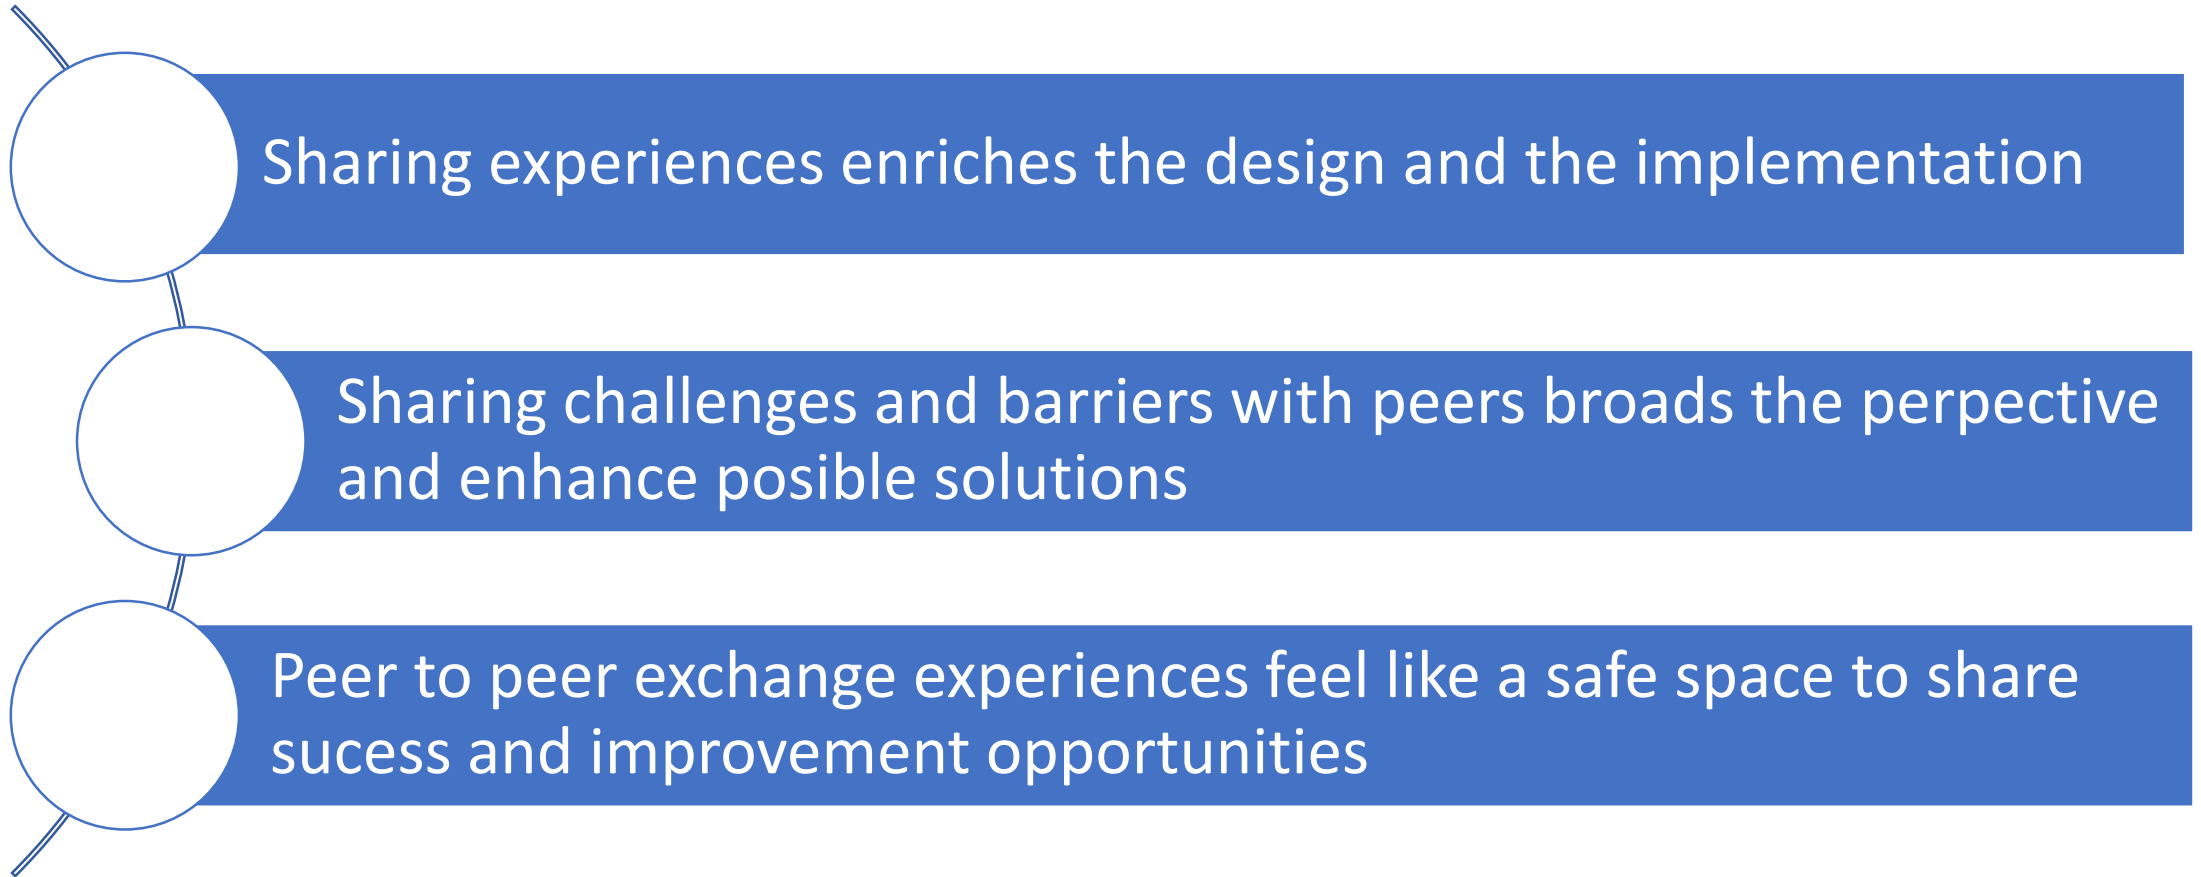 Sharing experiences enriches the design and the implementation
Sharing challenges and barriers with peers broads the perpective
and enhance posible solutions
Peer to peer exchange experiences feel like a safe space to share
sucess and improvement opportunities